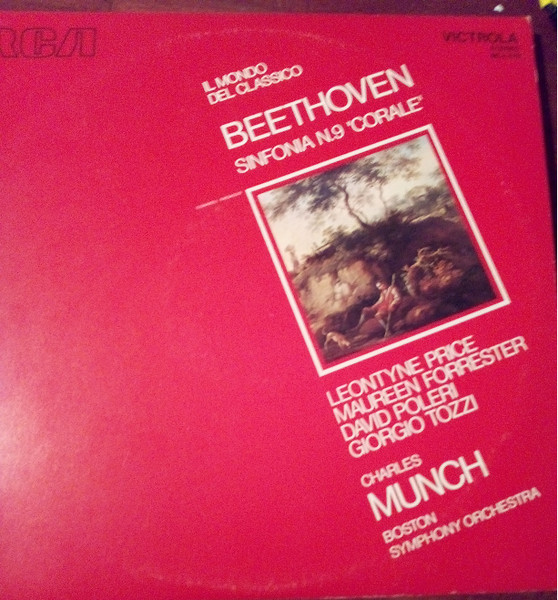 RCA
VICTROLA
STEREO
IL MONDO
DEL CLASSICO
BEETHOVEN
SINFONIA N.9 "CORALE"
LEONTYNE PRICE
MAUREEN FORRESTER
DAVID POLERI
GIORGIO TOZZI
CHARLES
MUNCH
BOSTON
SYMPHONY ORCHESTRA